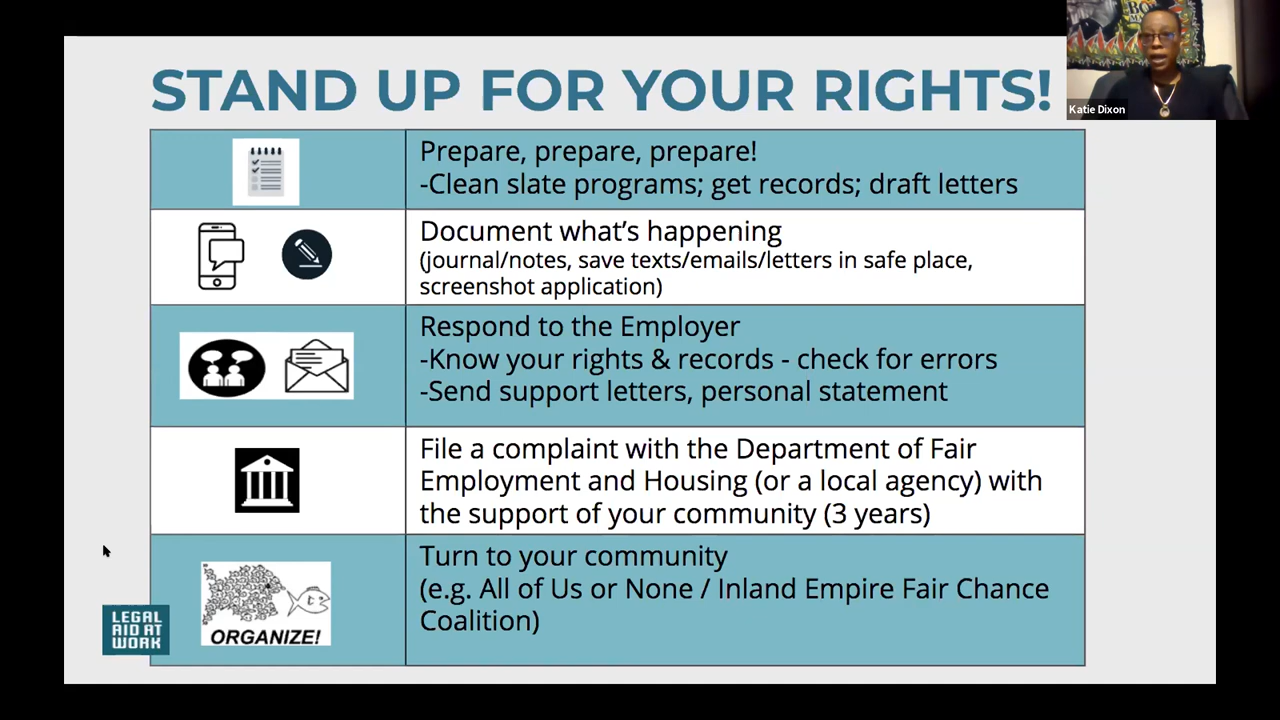 STAND UP FOR YOUR RIGHTS!
Katie Dixon
Prepare, prepare, prepare!
-Clean slate programs; get records; draft letters
Document what’s happening
(journal/notes, save texts/emails/letters in safe place,
screenshot application)
Respond to the Employer
-Know your rights & records - check for errors
-Send support letters, personal statement
File a complaint with the Department of Fair
Employment and Housing (or a local agency) with
the support of your community (3 years)
Turn to your community
(e.g. All of Us or None / Inland Empire Fair Chance
Coalition)
ORGANIZE!
LEGAL
AID AT
WORK